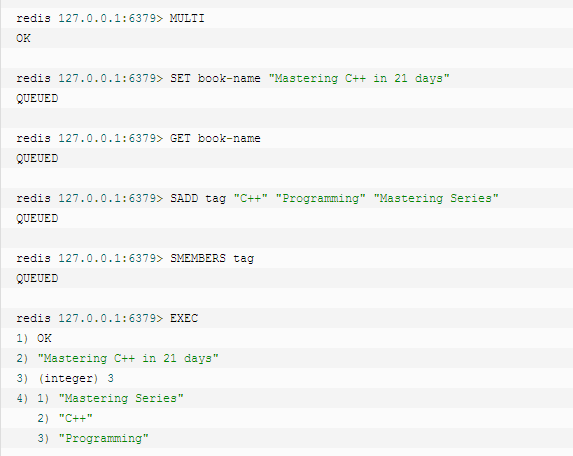 redis 127.0.0.1:6379> MULTI
OK
redis 127.0.0.1:6379> SET book-name "Mastering C++ in 21 days"
QUEUED
redis 127.0.0.1:6379> GET book-name
QUEUED
redis 127.0.0.1:6379> SADD tag "C++" "Programming" "Mastering Series"
QUEUED
redis 127.0.0.1:6379> SMEMBERS tag
QUEUED
redis 127.0.0.1:6379> EXEC
1) OK
2) "Mastering C++ in 21 days"
3) (integer) 3
4) 1) "Mastering Series"
2) "C++"
3) "Programming"